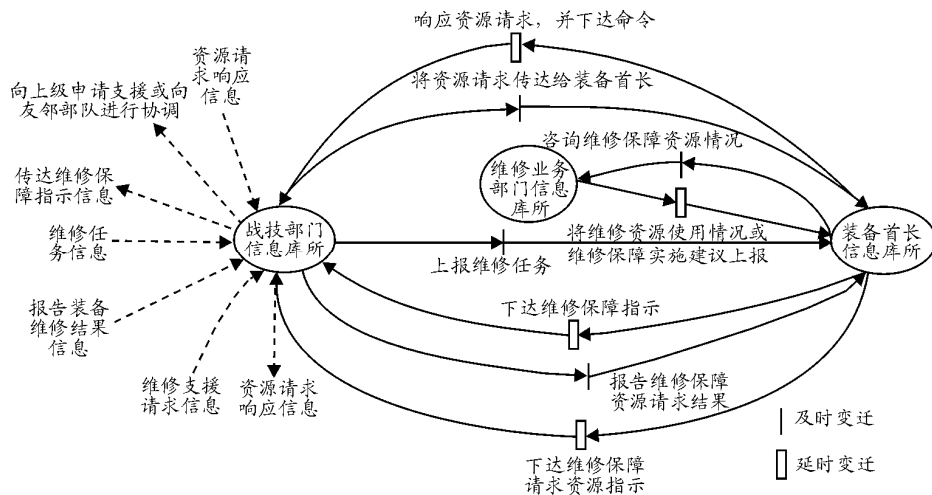 响应资源请求，并下达命令
资源请
求响应
信息
将资源请求传达给装备首长
向上级申请支援或向
友邻部队进行协调
咨询维修保障资源情况
维修业务
部门信息
库所
传达维修保
障指示信息
战技部门
信息库所
装备首长
信息库所
维修任
务信息
将维修资源使用情况或
维修保障实施建议上报
上报维修任务
报告装备
维修结果
信息
下达维修保障指示
维修支援
请求信息
资源请求
响应信息
报告维修保障
资源请求结果
及时变迁
下达维修保障
请求资源指示
延时变迁